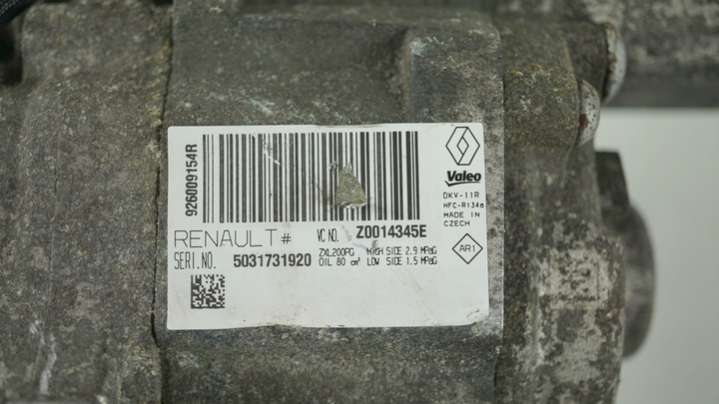 926009154R
Valeo
DKV-11R
HFC-R134a
MADE IN
CZECH
RENAULT # VC NO. Z0014345E
SERI.NO. 5031731920
ZXL200PG HIGH SIDE 2.9 MPaG
OIL 80 cm³ LOW SIDE 1.5 MPaG
AR1